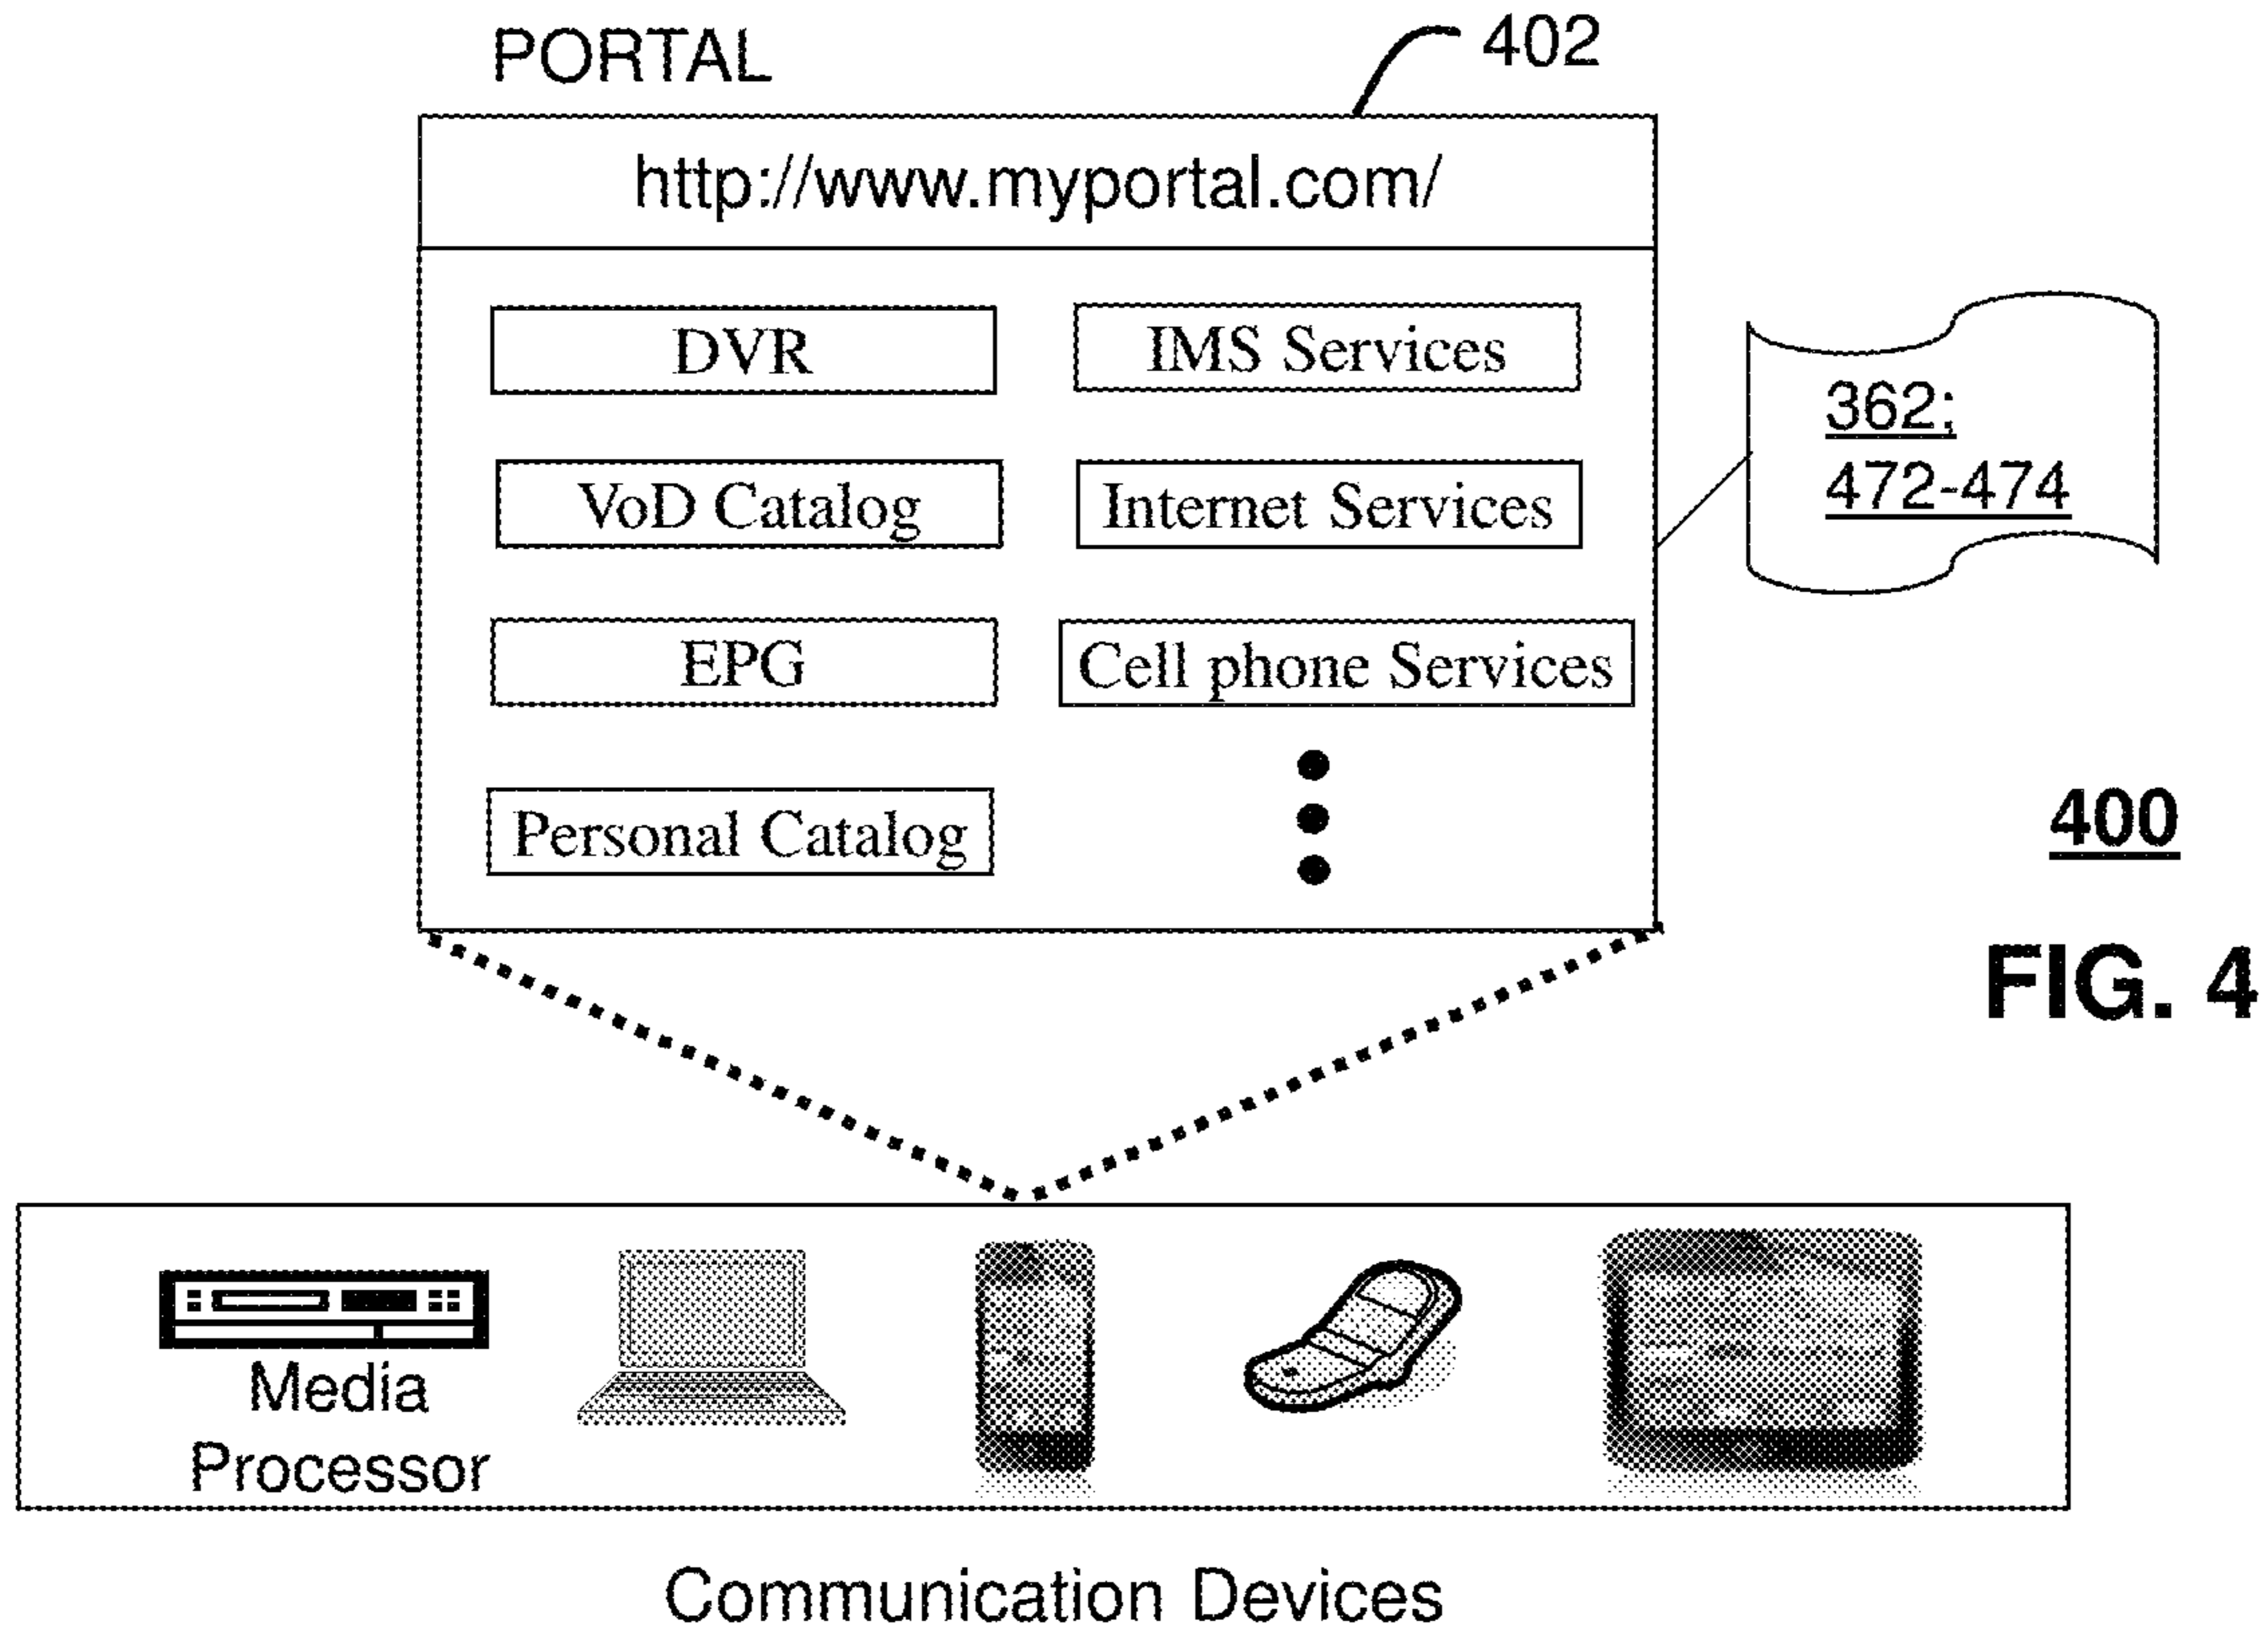 PORTAL
402
http://www.myportal.com/
DVR
IMS Services
VoD Catalog
Internet Services
EPG
Cell phone Services
Personal Catalog
362;
472-474
400
FIG. 4
Media
Processor
Communication Devices